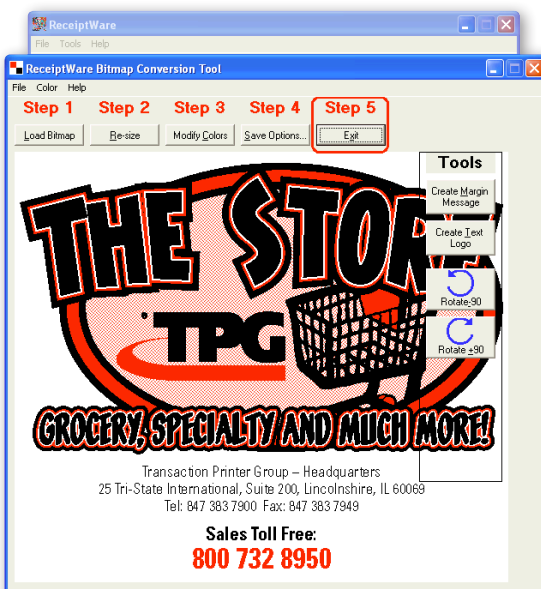 ReceiptWare
File Tools Help
ReceiptWare Bitmap Conversion Tool
File Color Help
Step 1 Step 2 Step 3 Step 4 Step 5
Load Bitmap Re-size Modify Colors Save Options... Exit
Tools
Create Margin
Message
Create Text
Logo
Rotate-90
Rotate +90
THE STORE
TPG
GROCERY, SPECIALTY AND MUCH MORE!
Transaction Printer Group – Headquarters
25 Tri-State International, Suite 200, Lincolnshire, IL 60069
Tel: 847 383 7900 Fax: 847 383 7949
Sales Toll Free:
800 732 8950